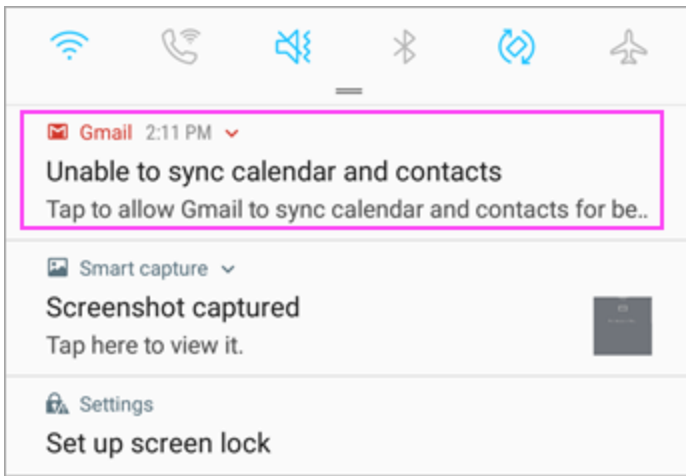 Gmail 2:11 PM
Unable to sync calendar and contacts
Tap to allow Gmail to sync calendar and contacts for be..
Smart capture
Screenshot captured
Tap here to view it.
Settings
Set up screen lock